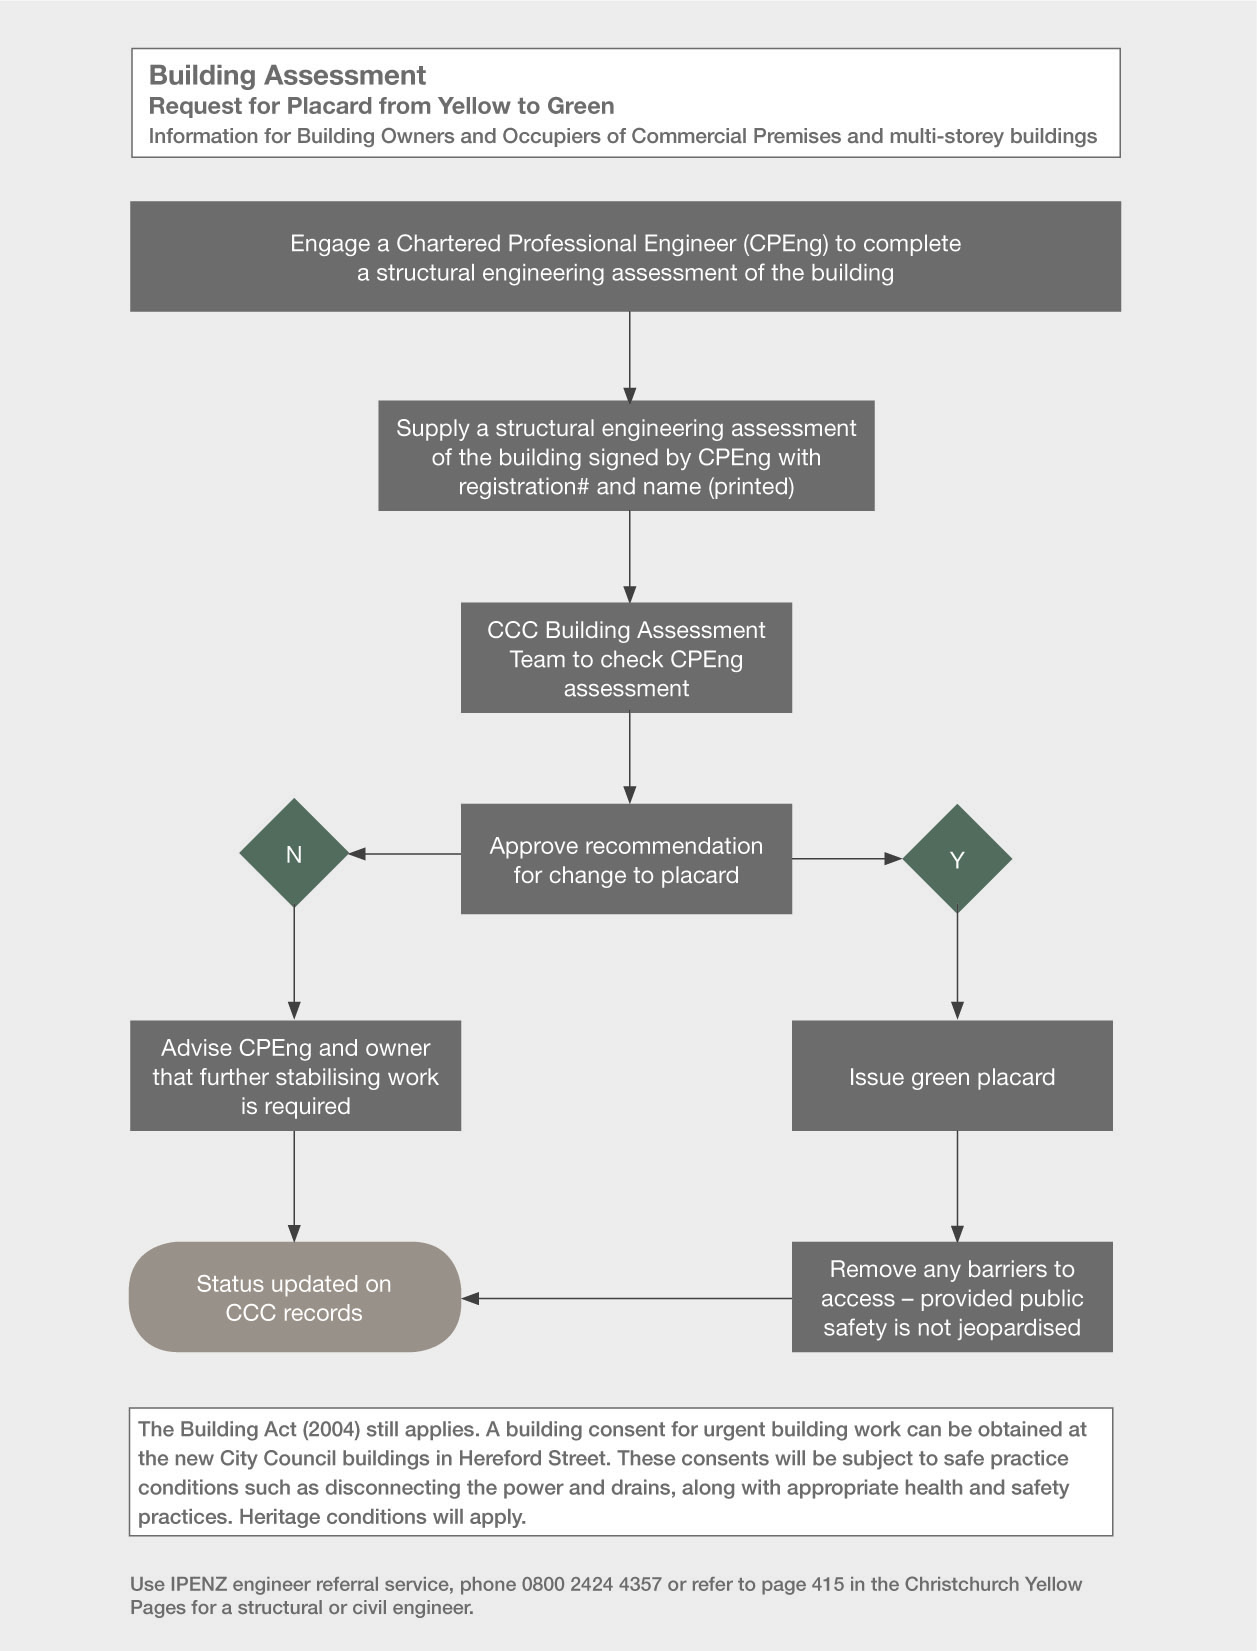 Building Assessment
Request for Placard from Yellow to Green
Information for Building Owners and Occupiers of Commercial Premises and multi-storey buildings
Engage a Chartered Professional Engineer (CPEng) to complete
a structural engineering assessment of the building
Supply a structural engineering assessment
of the building signed by CPEng with
registration# and name (printed)
CCC Building Assessment
Team to check CPEng
assessment
N
Approve recommendation
for change to placard
Y
Advise CPEng and owner
that further stabilising work
is required
Issue green placard
Status updated on
CCC records
Remove any barriers to
access – provided public
safety is not jeopardised
The Building Act (2004) still applies. A building consent for urgent building work can be obtained at
the new City Council buildings in Hereford Street. These consents will be subject to safe practice
conditions such as disconnecting the power and drains, along with appropriate health and safety
practices. Heritage conditions will apply.
Use IPENZ engineer referral service, phone 0800 2424 4357 or refer to page 415 in the Christchurch Yellow
Pages for a structural or civil engineer.